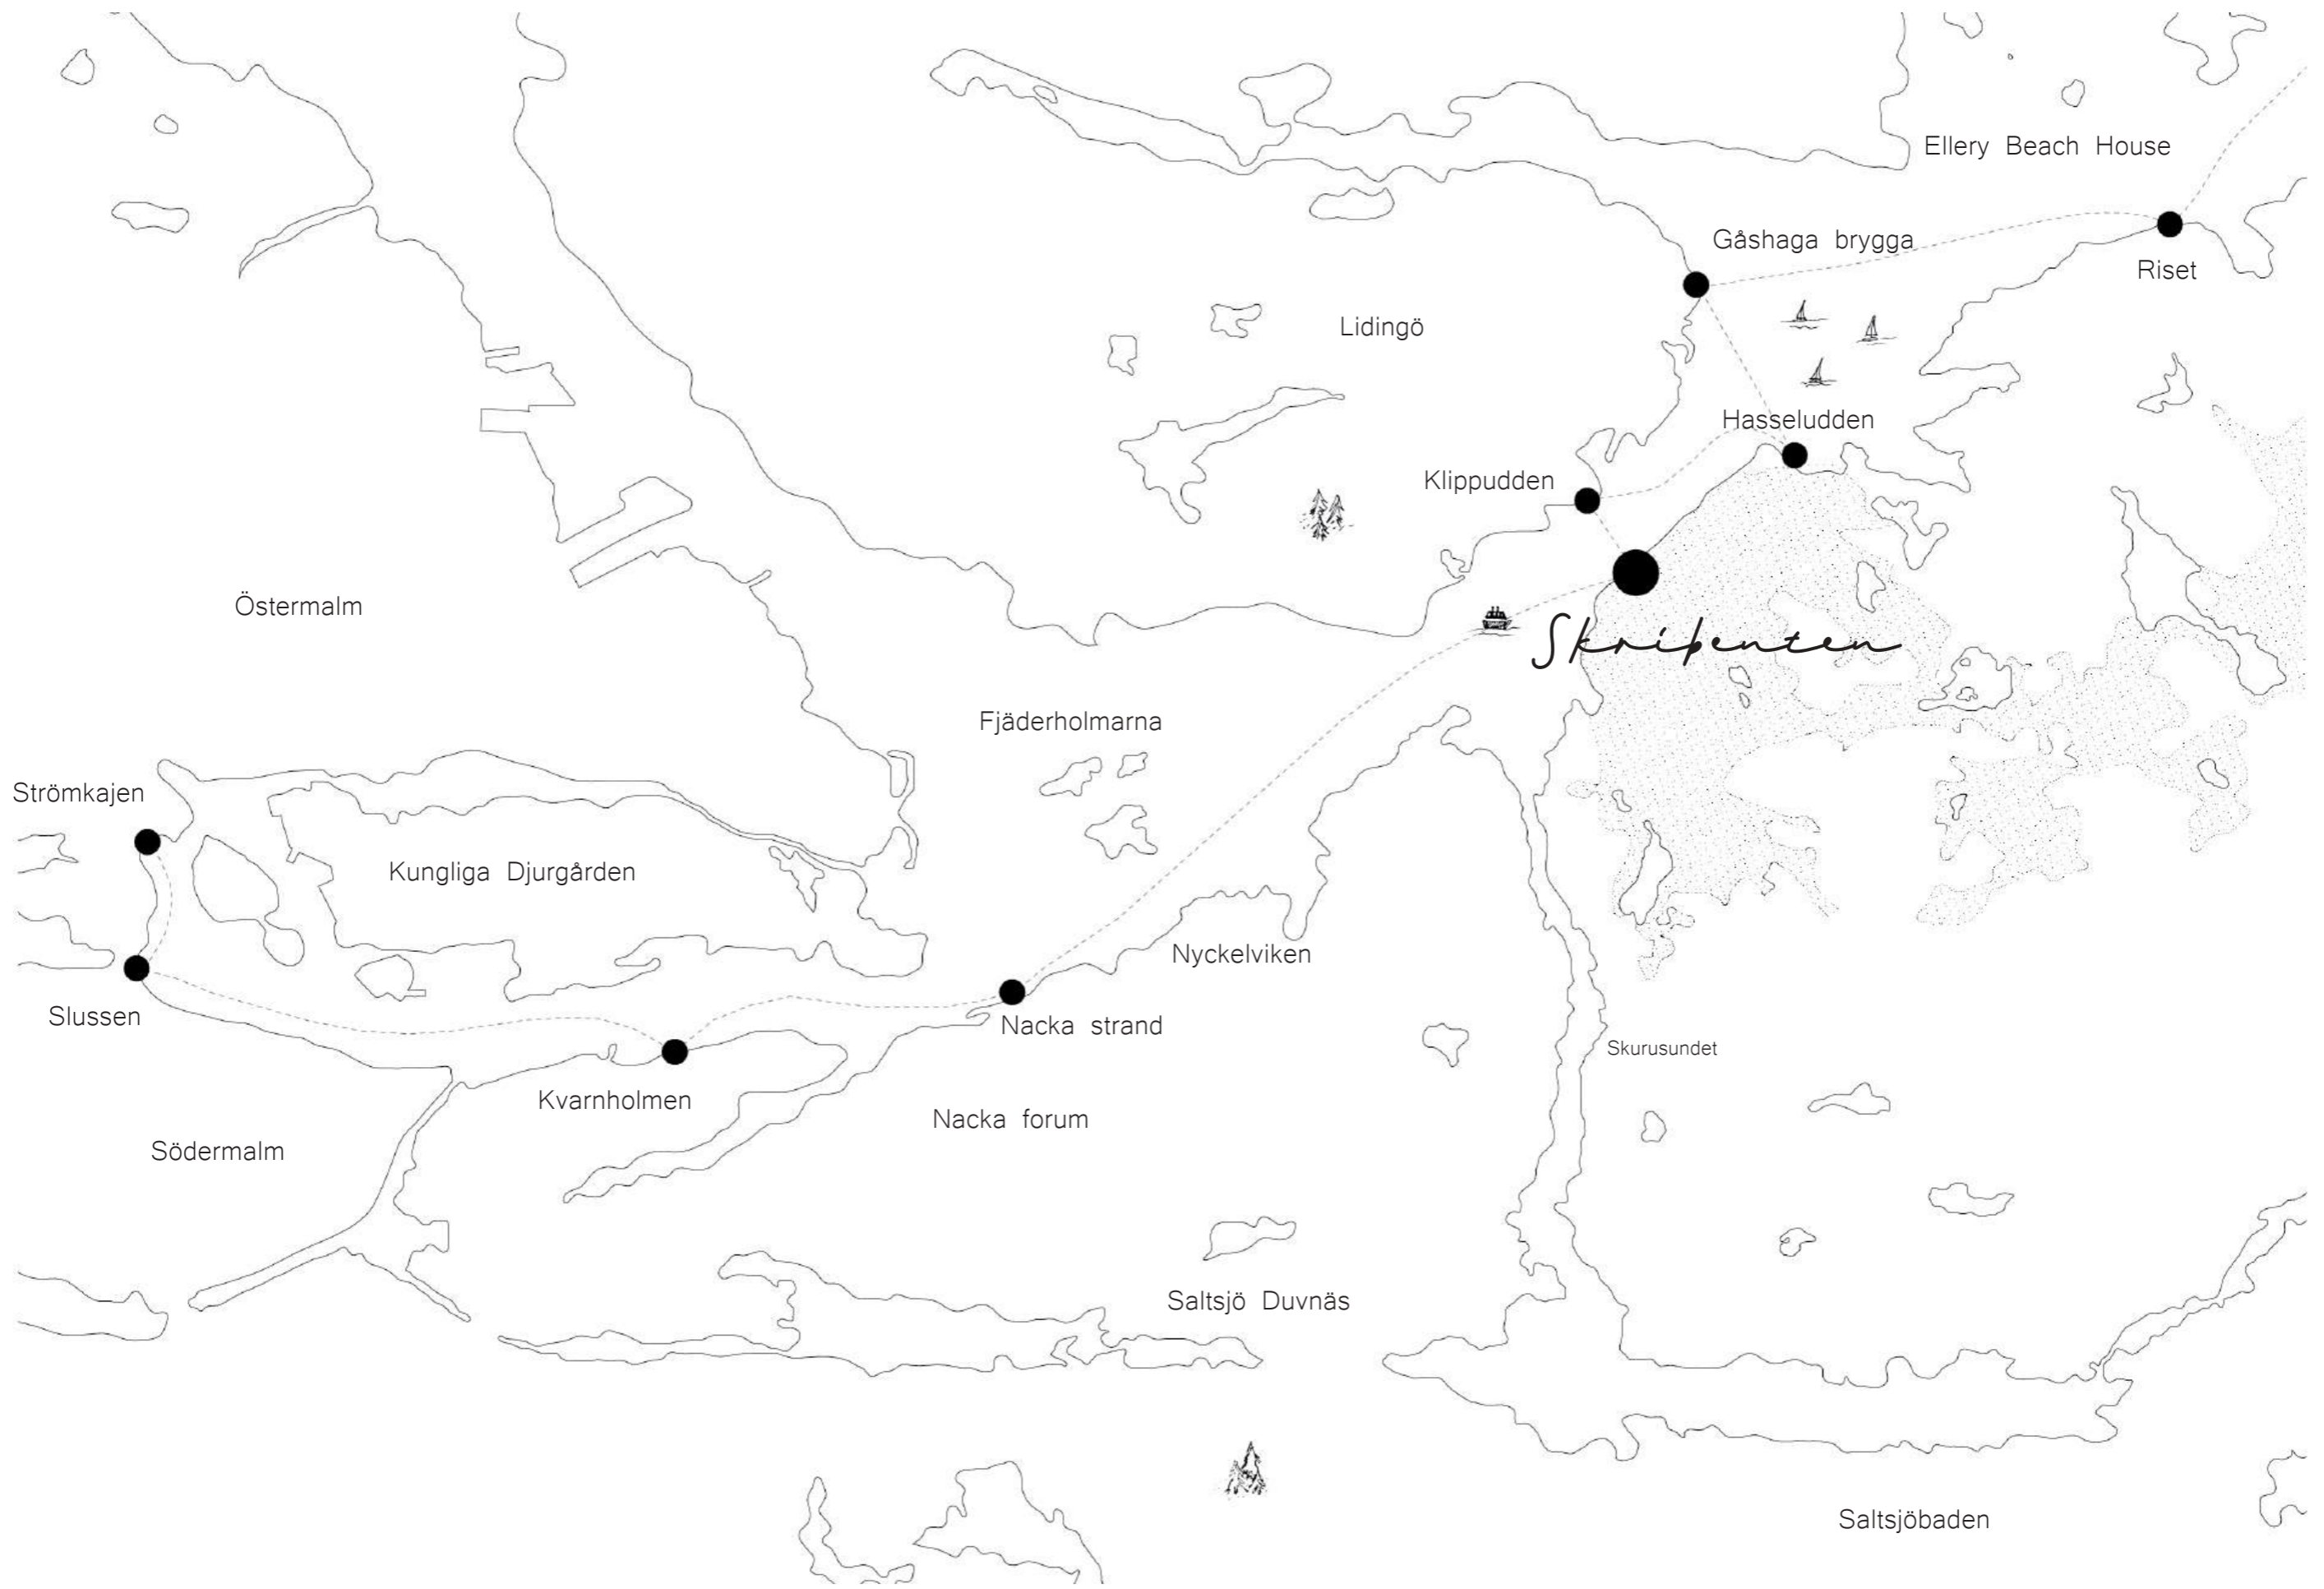 Ellery Beach House
Gåshaga brygga
Riset
Lidingö
Hasseludden
Klippudden
Östermalm
Skribenten
Fjäderholmarna
Strömkajen
Kungliga Djurgården
Nyckelviken
Slussen
Nacka strand
Skurusundet
Kvarnholmen
Nacka forum
Södermalm
Saltsjö Duvnäs
Saltsjöbaden